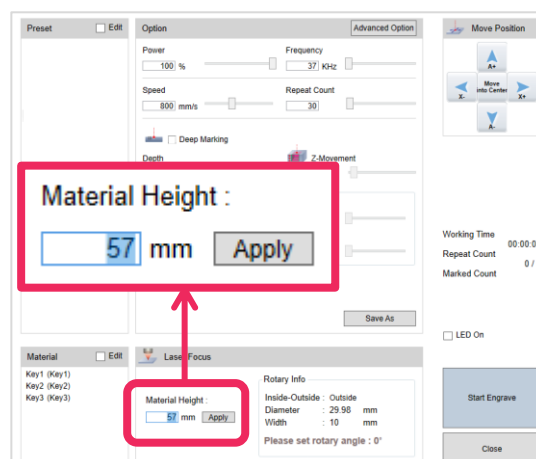 Preset
Edit
Option
Advanced Option
Move Position
Power
100 %
Frequency
37 KHz
Speed
800 mm/s
Repeat Count
30
A+
X-
Move into Center
X+
A-
Deep Marking
Depth
Z-Movement
Material Height :
57 mm Apply
Working Time
00:00:0
Repeat Count
0 /
Marked Count
Save As
LED On
Material
Edit
Laser Focus
Key1 (Key1)
Key2 (Key2)
Key3 (Key3)
Material Height :
57 mm Apply
Rotary Info
Inside-Outside : Outside
Diameter : 29.98 mm
Width : 10 mm
Please set rotary angle : 0'
Start Engrave
Close